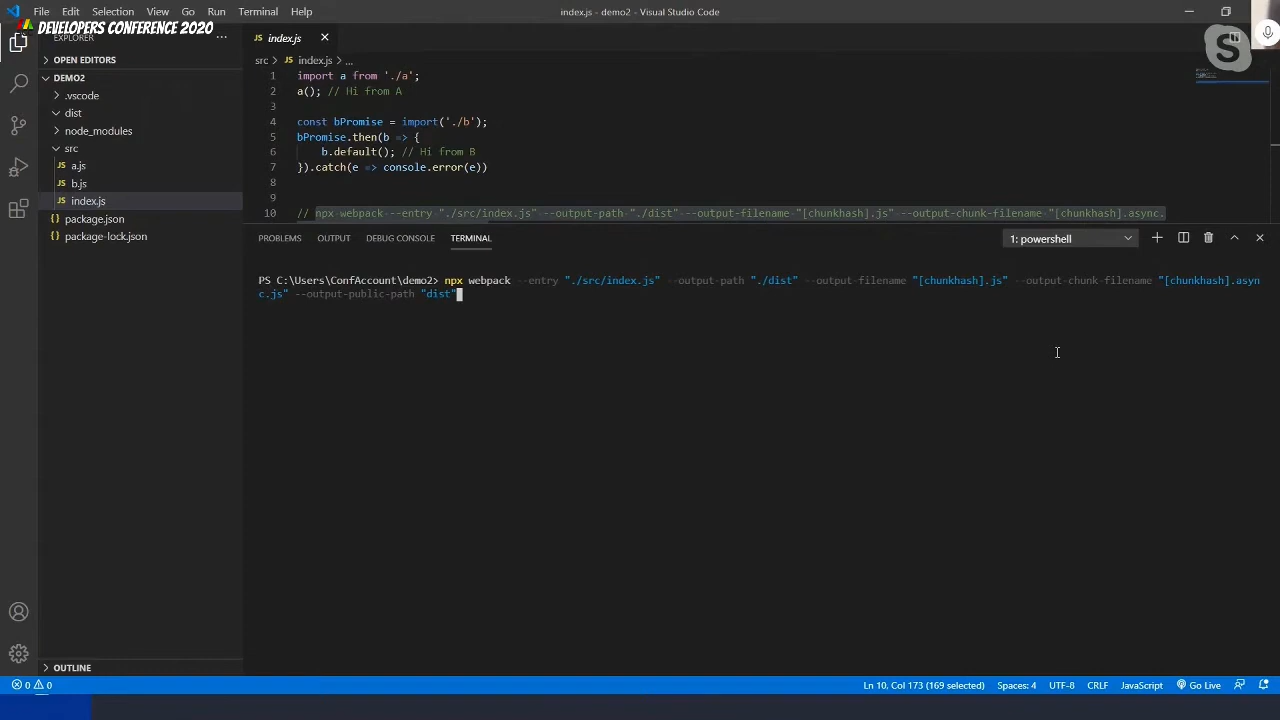 File Edit Selection View Go Run Terminal Help
index.js - demo2 - Visual Studio Code
DEVELOPERS CONFERENCE 2020
EXPLORER
OPEN EDITORS
DEMO2
.vscode
dist
node_modules
src
JS a.js
JS b.js
JS index.js
{} package.json
{} package-lock.json
OUTLINE
JS index.js
src > JS index.js > ...
1 import a from './a';
2 a(); // Hi from A
3
4 const bPromise = import('./b');
5 bPromise.then(b => {
6 b.default(); // Hi from B
7 }).catch(e => console.error(e))
8
9
10 // npx webpack --entry "./src/index.js" --output-path "./dist" --output-filename "[chunkhash].js" --output-chunk-filename "[chunkhash].async.
PROBLEMS OUTPUT DEBUG CONSOLE TERMINAL
1: powershell
PS C:\Users\ConfAccount\demo2> npx webpack --entry "./src/index.js" --output-path "./dist" --output-filename "[chunkhash].js" --output-chunk-filename "[chunkhash].asyn
c.js" --output-public-path "dist"
0 0
Ln 10, Col 173 (169 selected) Spaces: 4 UTF-8 CRLF JavaScript Go Live